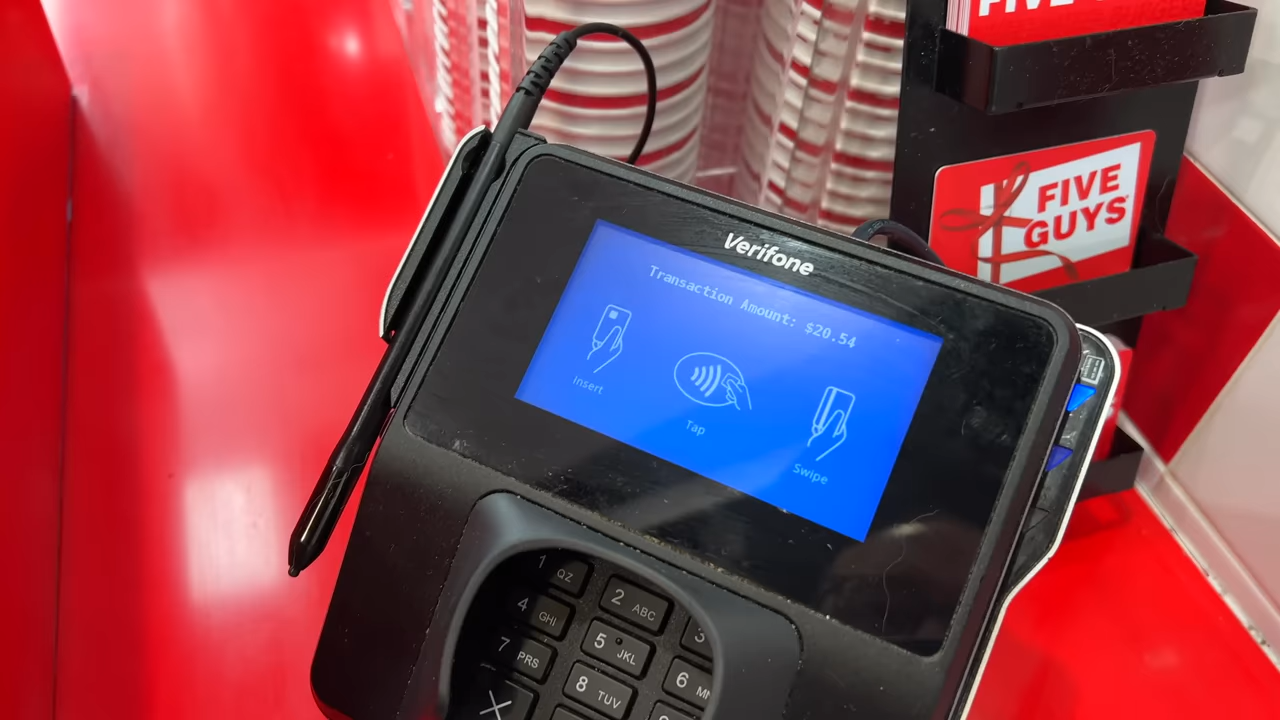 FIVE
FIVE
GUYS
Verifone
Transaction Amount: $20.54
Insert
Tap
Swipe
1 QZ
2 ABC
3
4 GHI
5 JKL
6
7 PRS
8 TUV